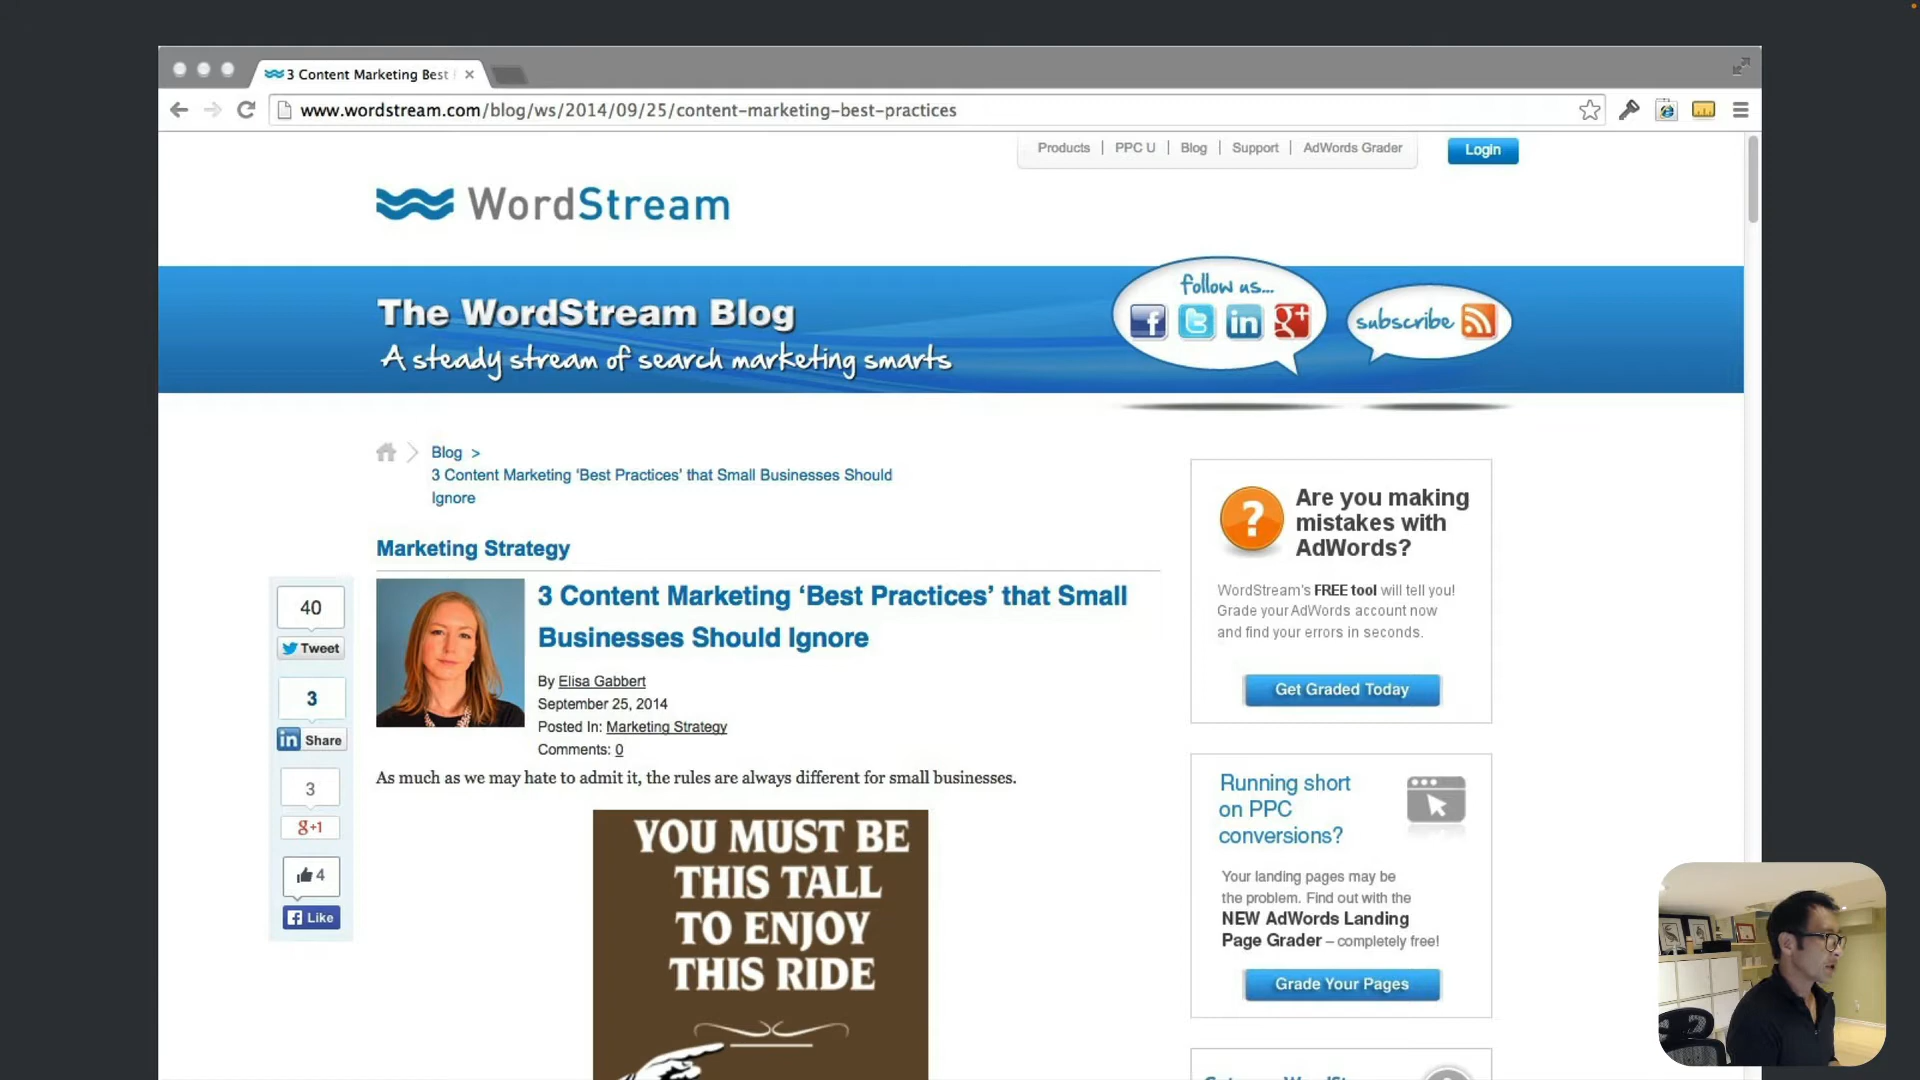 3 Content Marketing Best
www.wordstream.com/blog/ws/2014/09/25/content-marketing-best-practices
Products | PPC U | Blog | Support | AdWords Grader
Login
WordStream
The WordStream Blog
A steady stream of search marketing smarts
follow us...
subscribe
Blog >
3 Content Marketing ‘Best Practices’ that Small Businesses Should
Ignore
Marketing Strategy
3 Content Marketing ‘Best Practices’ that Small
Businesses Should Ignore
By Elisa Gabbert
September 25, 2014
Posted In: Marketing Strategy
Comments: 0
As much as we may hate to admit it, the rules are always different for small businesses.
YOU MUST BE
THIS TALL
TO ENJOY
THIS RIDE
40
Tweet
3
in Share
3
g+1
4
Like
Are you making
mistakes with
AdWords?
WordStream's FREE tool will tell you!
Grade your AdWords account now
and find your errors in seconds.
Get Graded Today
Running short
on PPC
conversions?
Your landing pages may be
the problem. Find out with the
NEW AdWords Landing
Page Grader – completely free!
Grade Your Pages